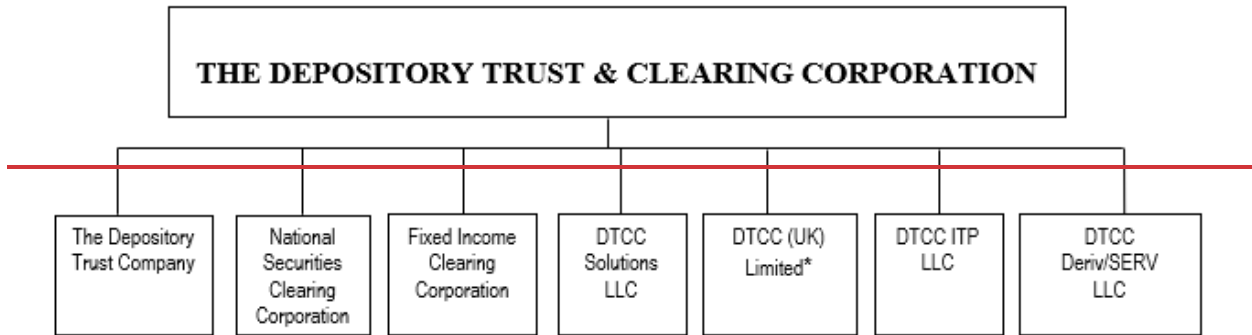 THE DEPOSITORY TRUST & CLEARING CORPORATION
The Depository
Trust Company
National
Securities
Clearing
Corporation
Fixed Income
Clearing
Corporation
DTCC
Solutions
LLC
DTCC (UK)
Limited*
DTCC ITP
LLC
DTCC
Deriv/SERV
LLC